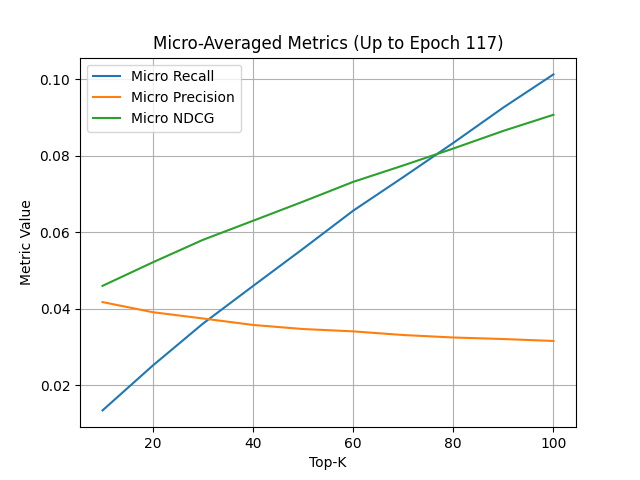 Micro-Averaged Metrics (Up to Epoch 117)
Micro Recall
Micro Precision
Micro NDCG
Metric Value
0.10
0.08
0.06
0.04
0.02
20 40 60 80 100
Top-K